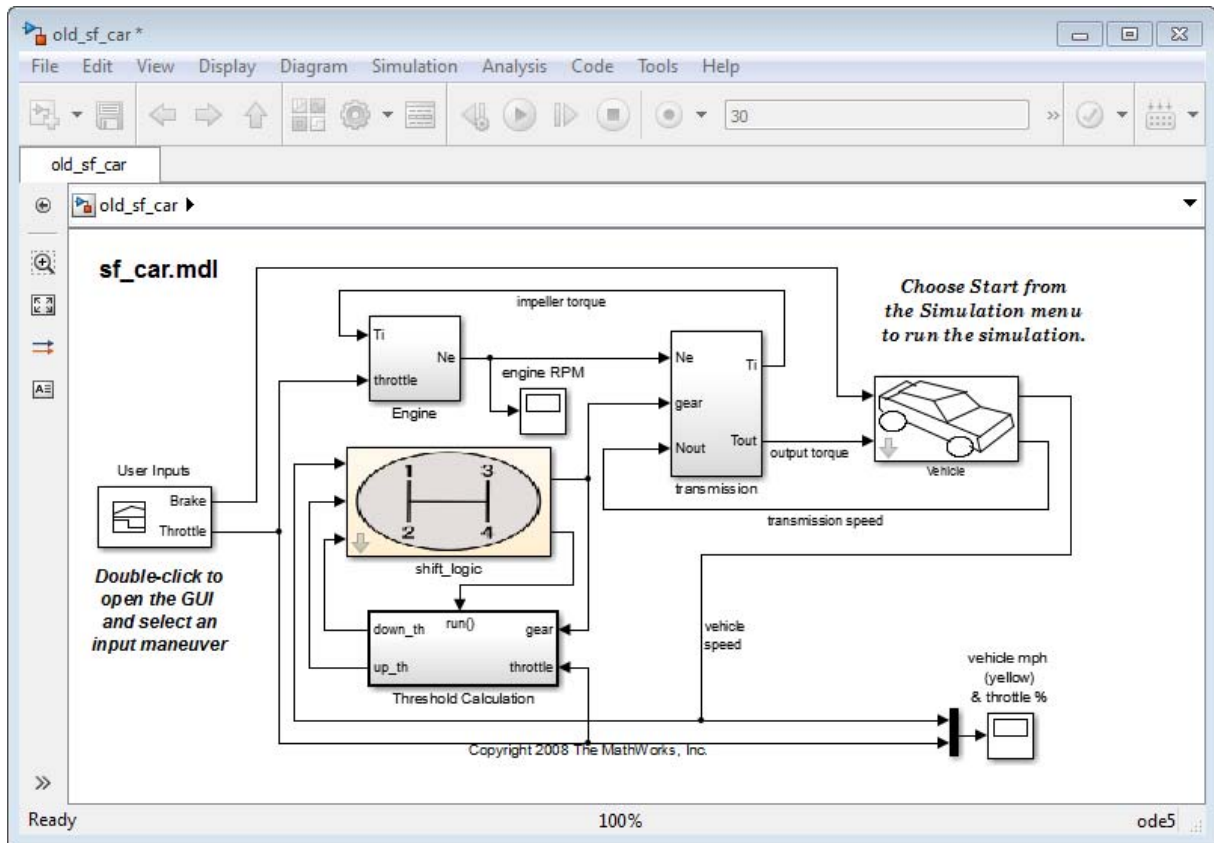 old_sf_car *
File Edit View Display Diagram Simulation Analysis Code Tools Help
30
old_sf_car
old_sf_car
sf_car.mdl
impeller torque
Choose Start from
the Simulation menu
to run the simulation.
Ti
Ne
throttle
Engine
engine RPM
Ne
Ti
gear
Nout
Tout
transmission
output torque
Vehicle
transmission speed
User Inputs
Brake
Throttle
Double-click to
open the GUI
and select an
input maneuver
1 3
2 4
shift_logic
down_th
run()
gear
up_th
throttle
Threshold Calculation
vehicle
speed
vehicle mph
(yellow)
& throttle %
Copyright 2008 The MathWorks, Inc.
Ready
100%
ode5